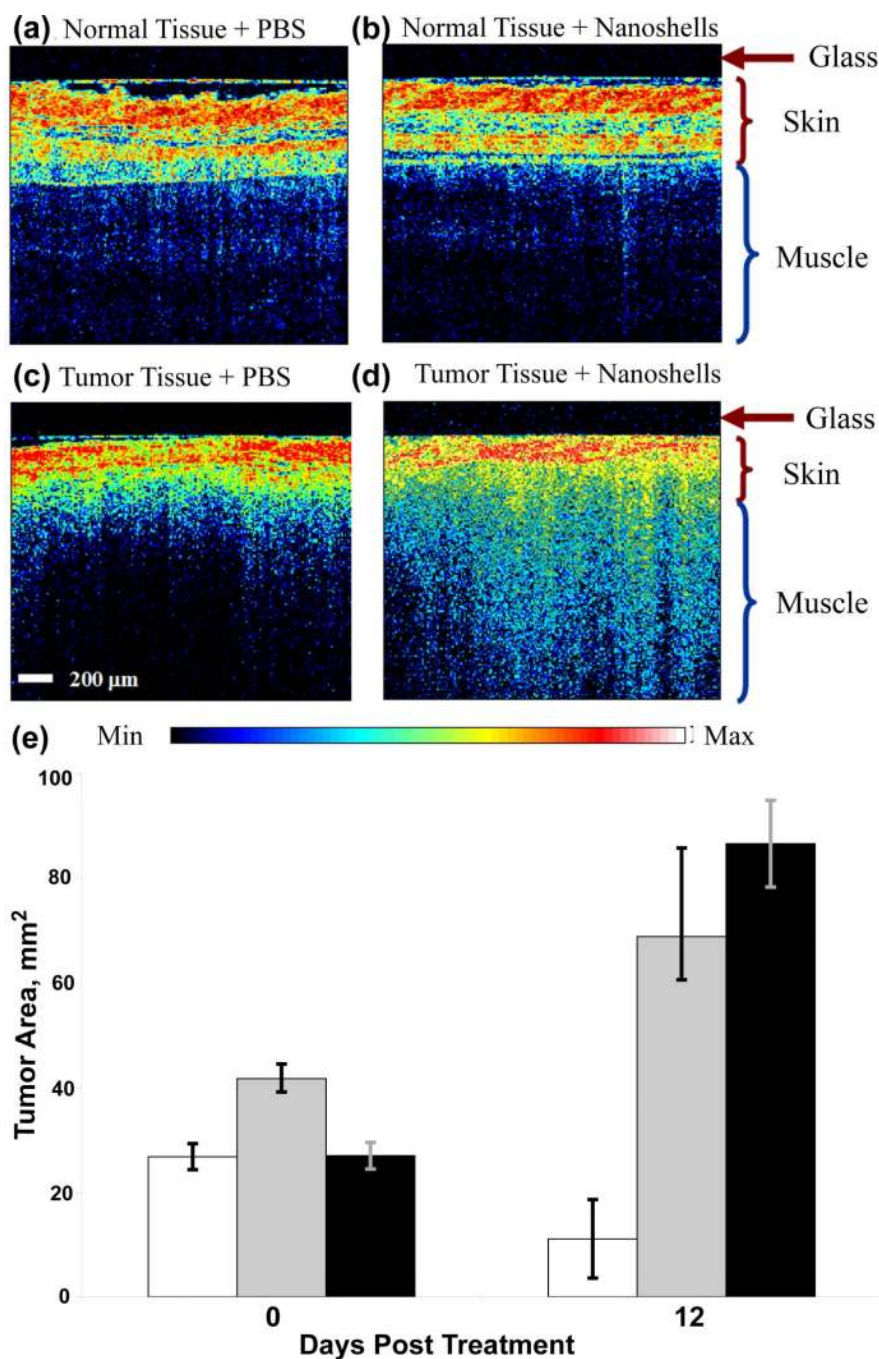 (a) Normal Tissue + PBS
(b) Normal Tissue + Nanoshells
Glass
Skin
Muscle
(c) Tumor Tissue + PBS
(d) Tumor Tissue + Nanoshells
Glass
Skin
Muscle
200 µm
(e)
Min
Max
Tumor Area, mm²
100
80
60
40
20
0
0
12
Days Post Treatment